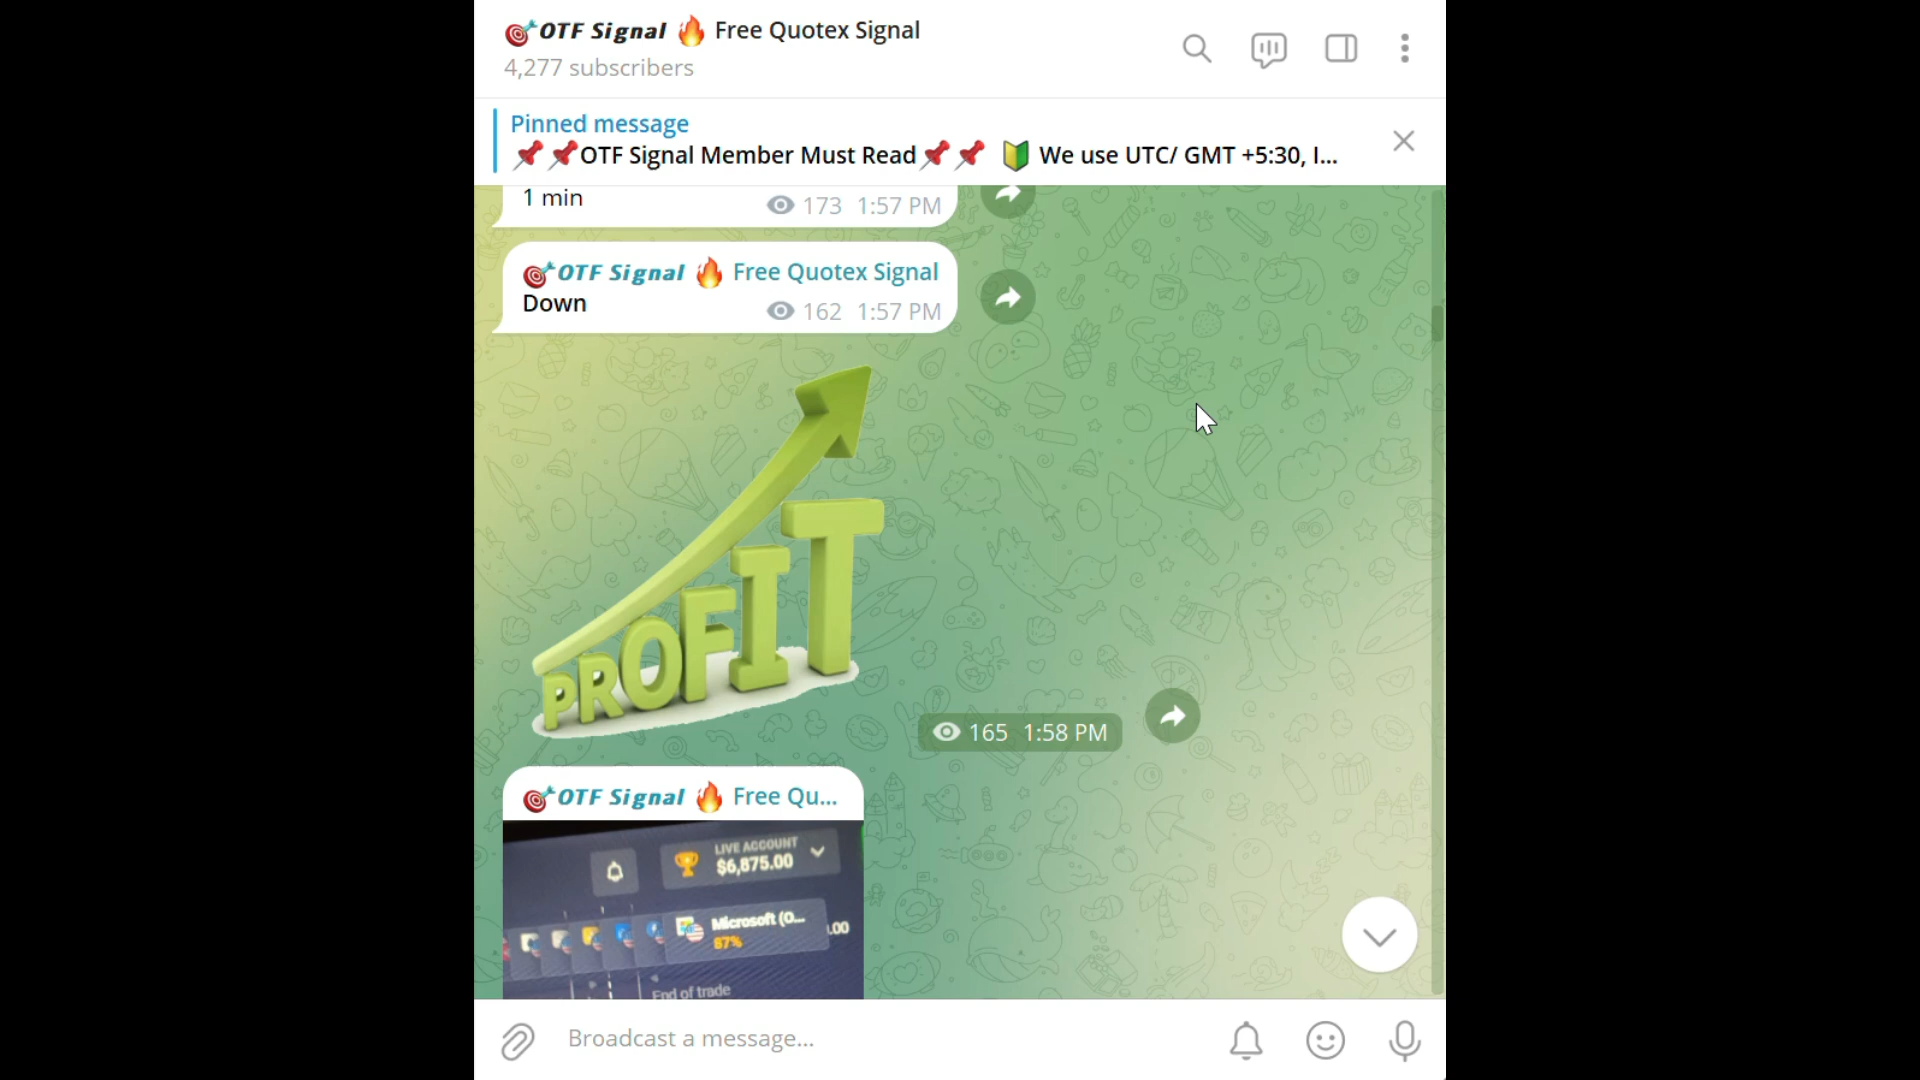 🎯OTF Signal 🔥 Free Quotex Signal
4,277 subscribers
Pinned message
📌📌OTF Signal Member Must Read📌📌 🔰 We use UTC/ GMT +5:30, I...
1 min
173 1:57 PM
🎯OTF Signal 🔥 Free Quotex Signal
Down
162 1:57 PM
PROFIT
165 1:58 PM
🎯OTF Signal 🔥 Free Qu...
LIVE ACCOUNT
$6,875.00
Microsoft (O...
.00
87%
End of trade
Broadcast a message...